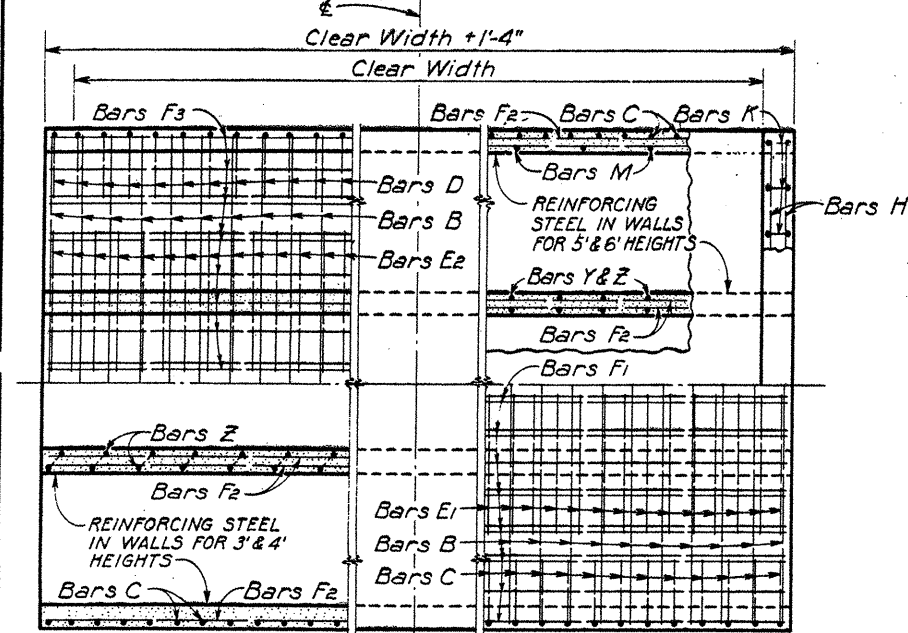 ℄
Clear Width +1'-4"
Clear Width
Bars F3
Bars F2
Bars C
Bars K
Bars D
Bars M
Bars B
REINFORCING
STEEL IN WALLS
FOR 5' & 6' HEIGHTS
Bars H
Bars E2
Bars Y & Z
Bars F2
Bars F1
Bars Z
Bars F2
Bars E1
REINFORCING STEEL
IN WALLS FOR 3' & 4'
HEIGHTS
Bars B
Bars C
Bars C
Bars F2